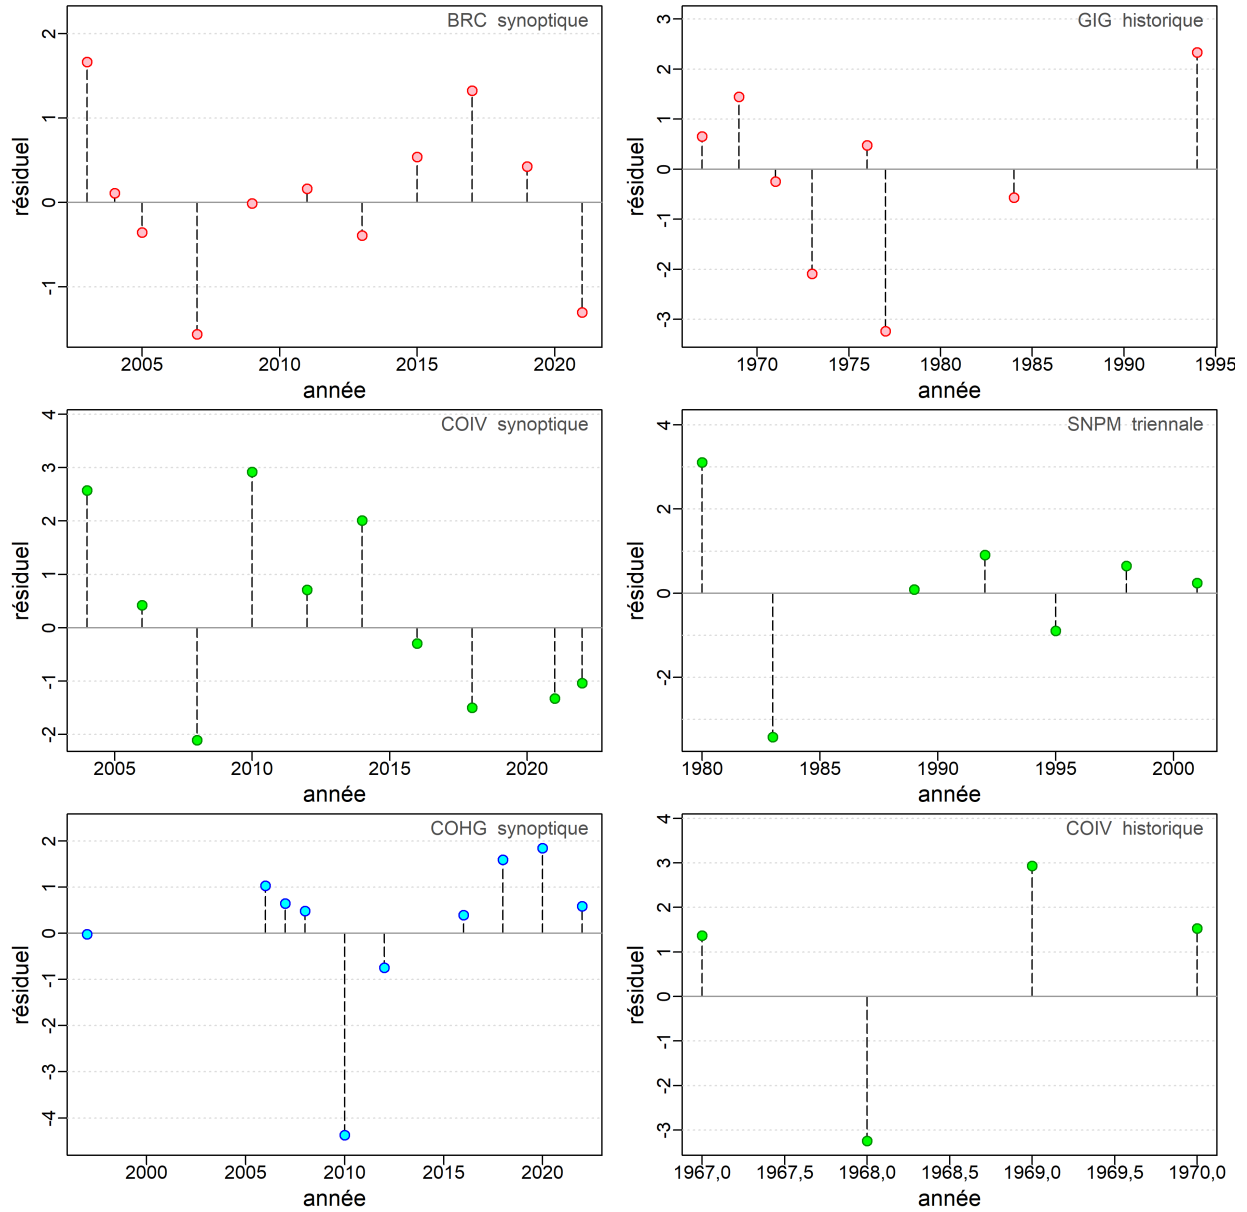 BRC synoptique
résiduel
2
1
0
-1
2005 2010 2015 2020
année
GIG historique
résiduel
3
2
1
0
-1
-2
-3
1970 1975 1980 1985 1990 1995
année
COIV synoptique
résiduel
4
3
2
1
0
-1
-2
2005 2010 2015 2020
année
SNPM triennale
résiduel
4
2
0
-2
1980 1985 1990 1995 2000
année
COHG synoptique
résiduel
2
1
0
-1
-2
-3
-4
2000 2005 2010 2015 2020
année
COIV historique
résiduel
4
3
2
1
0
-1
-2
-3
1967,0 1967,5 1968,0 1968,5 1969,0 1969,5 1970,0
année